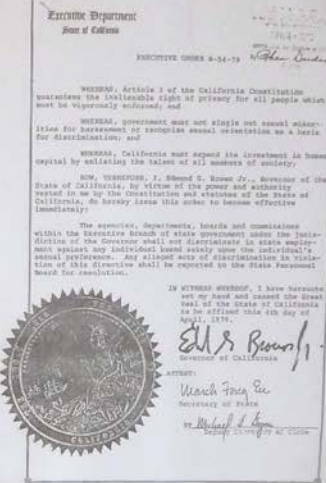 Executive Department
State of California
EXECUTIVE ORDER B-54-79
WHEREAS, Article I of the California Constitution
guarantees the inalienable right of privacy for all people which
must be vigorously enforced; and
WHEREAS, government must not single out sexual minor-
ities for harassment or recognize sexual orientation as a basis
for discrimination; and
WHEREAS, California must expand its investment in human
capital by enlisting the talent of all members of society;
NOW, THEREFORE, I, Edmund G. Brown Jr., Governor of the
State of California, by virtue of the power and authority
vested in me by the Constitution and statutes of the State of
California, do hereby issue this order to become effective
immediately:
The agencies, departments, boards and commissions
within the Executive Branch of state government under the juris-
diction of the Governor shall not discriminate in state employ-
ment against any individual based solely upon the individual's
sexual preference. Any alleged acts of discrimination in viola-
tion of this directive shall be reported to the State Personnel
Board for resolution.
IN WITNESS WHEREOF, I have hereunto
set my hand and caused the Great
Seal of the State of California
to be affixed this 4th day of
April, 1979.
Governor of California
ATTEST:
March Fong Eu
Secretary of State
by
Deputy Secretary of State
CALIFORNIA